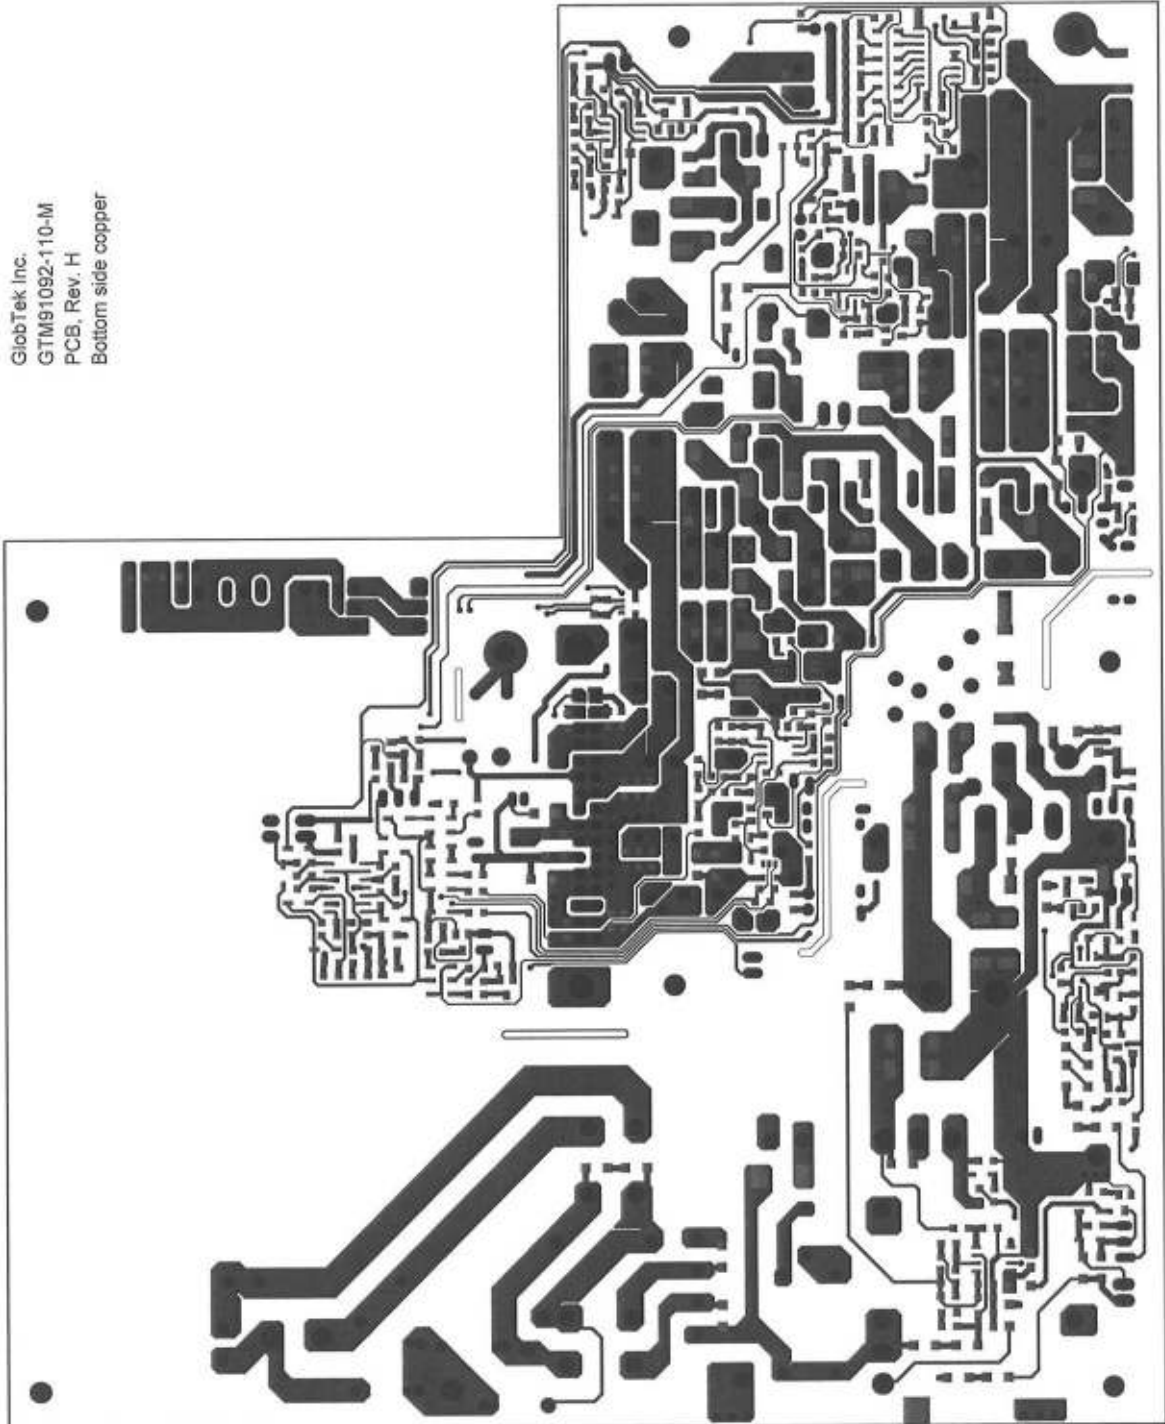 GlobTek Inc.
GTM91092-110-M
PCB, Rev. H
Bottom side copper